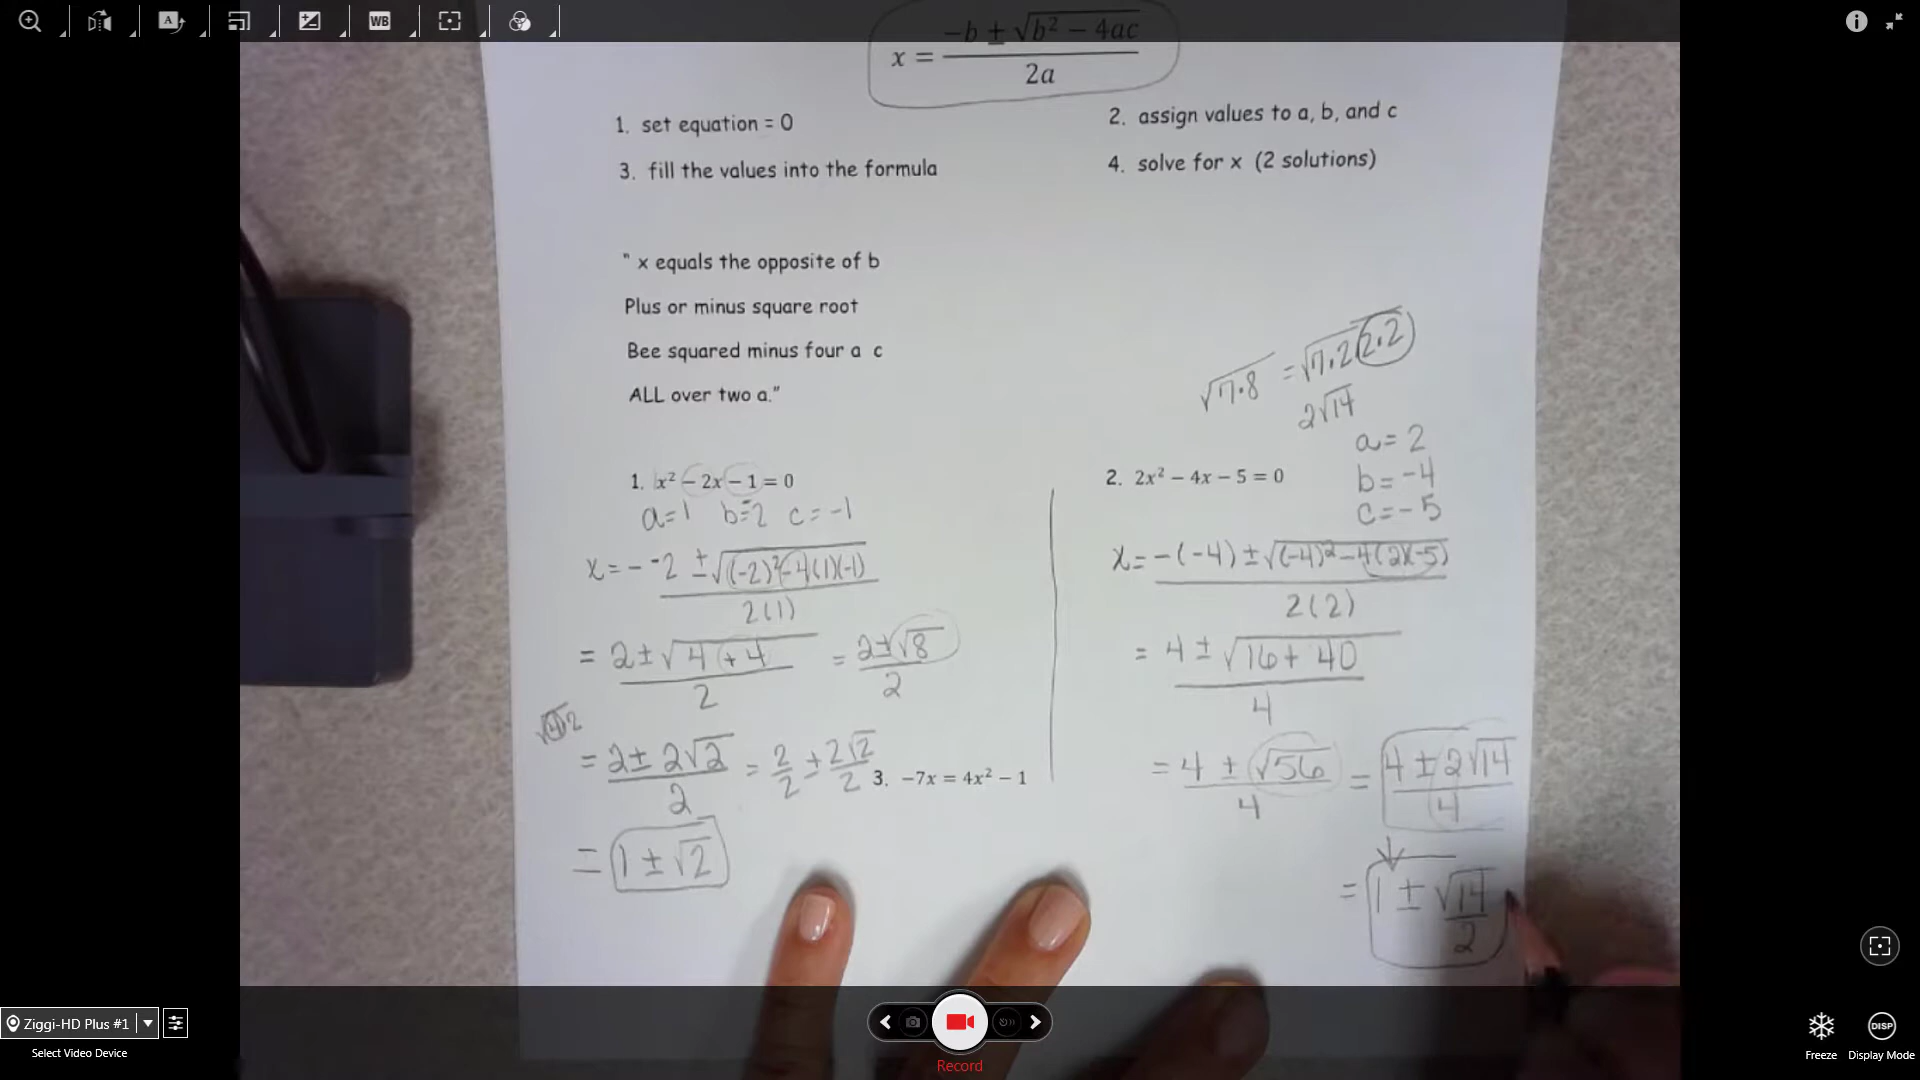 WB
x = −b ± √b² − 4ac
2a
1. set equation = 0
2. assign values to a, b, and c
3. fill the values into the formula
4. solve for x (2 solutions)
" x equals the opposite of b
Plus or minus square root
Bee squared minus four a c
ALL over two a."
1. x² − 2x − 1 = 0
a=1 b=-2 c=-1
x = - -2 ± √(-2)²-4(1)(-1)
2(1)
= 2 ± √4 + 4
2
= 2 ± √8
2
√4·2
= 2 ± 2√2
2
= 2/2 ± 2√2/2
= 1 ± √2
√7·8 = √7·2 2·2
2√14
2. 2x² − 4x − 5 = 0
a = 2
b = -4
c = -5
x = -(-4) ± √(-4)²-4(2)(-5)
2(2)
= 4 ± √16 + 40
4
= 4 ± √56
4
= 4 ± 2√14
4
= 1 ± √14
2
3. −7x = 4x² − 1
Ziggi-HD Plus #1
Select Video Device
Record
Freeze
DISP
Display Mode